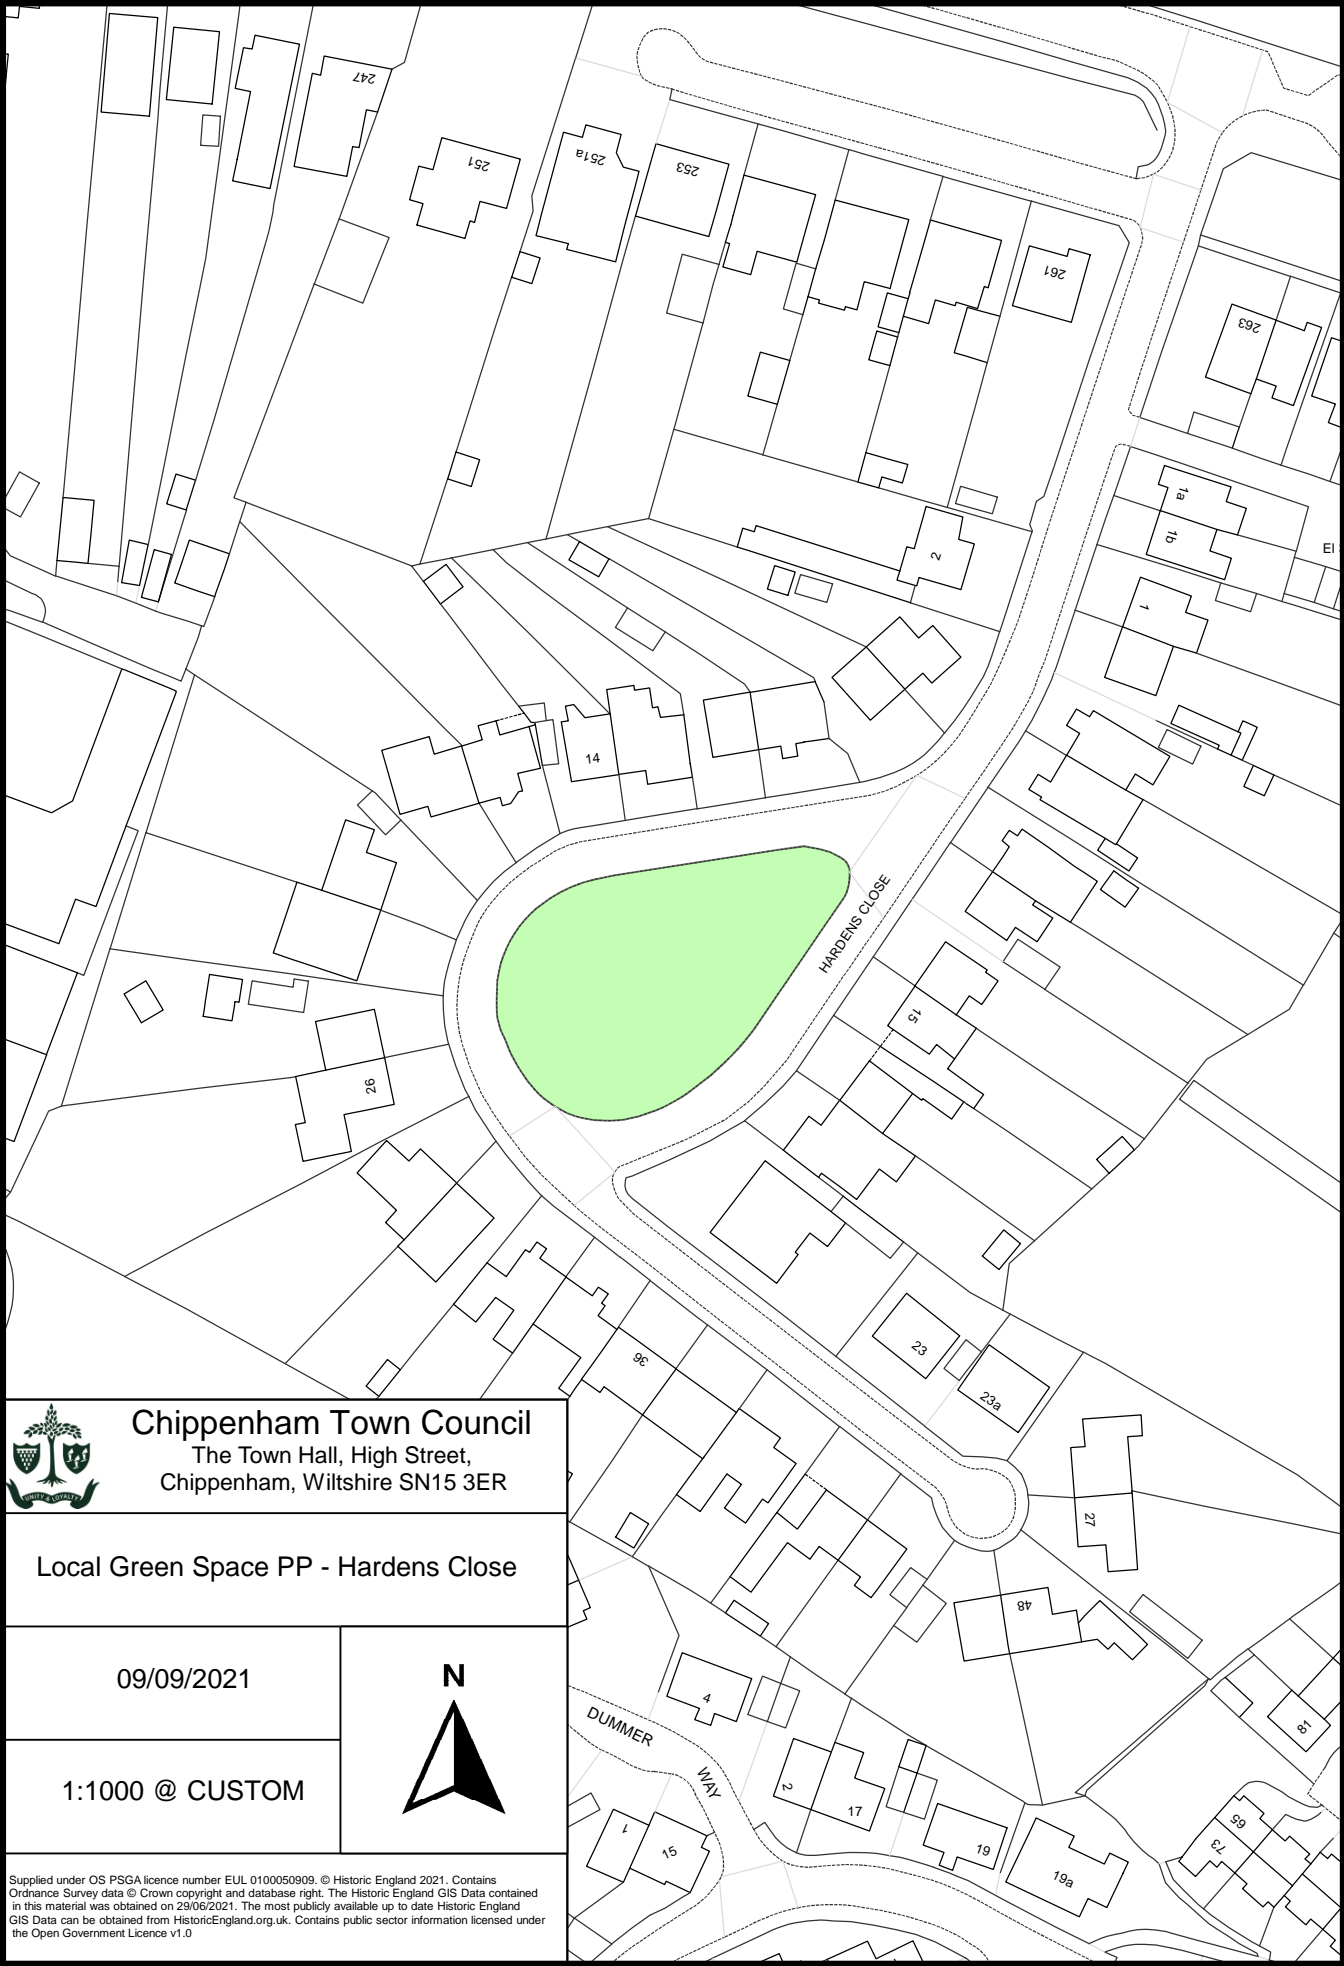 247
251
251a
253
261
263
1a
1b
El
2
1
14
HARDENS CLOSE
15
26
36
23
23a
27
48
4
DUMMER
WAY
2
17
19
19a
1
15
81
65
73
Chippenham Town Council
The Town Hall, High Street,
Chippenham, Wiltshire SN15 3ER
UNITY & LOYALTY
Local Green Space PP - Hardens Close
09/09/2021
N
1:1000 @ CUSTOM
Supplied under OS PSGA licence number EUL 0100050909. © Historic England 2021. Contains
Ordnance Survey data © Crown copyright and database right. The Historic England GIS Data contained
in this material was obtained on 29/06/2021. The most publicly available up to date Historic England
GIS Data can be obtained from HistoricEngland.org.uk. Contains public sector information licensed under
the Open Government Licence v1.0